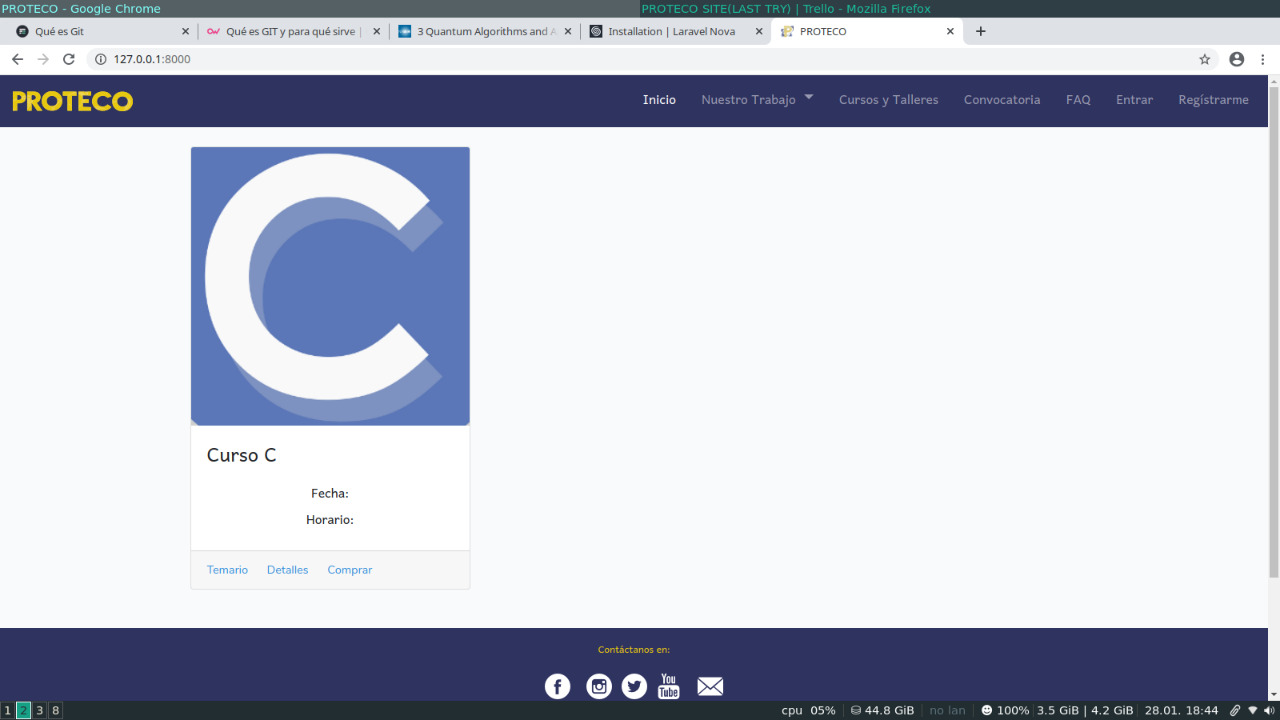 PROTECO - Google Chrome
PROTECO SITE(LAST TRY) | Trello - Mozilla Firefox
Qué es Git
Qué es GIT y para qué sirve |
3 Quantum Algorithms and A
Installation | Laravel Nova
PROTECO
127.0.0.1:8000
PROTECO
Inicio Nuestro Trabajo Cursos y Talleres Convocatoria FAQ Entrar Regístrarme
C
Curso C
Fecha:
Horario:
Temario Detalles Comprar
Contáctanos en:
You
Tube
1 2 3 8
cpu 05% 44.8 GiB no lan 100% 3.5 GiB | 4.2 GiB 28.01. 18:44